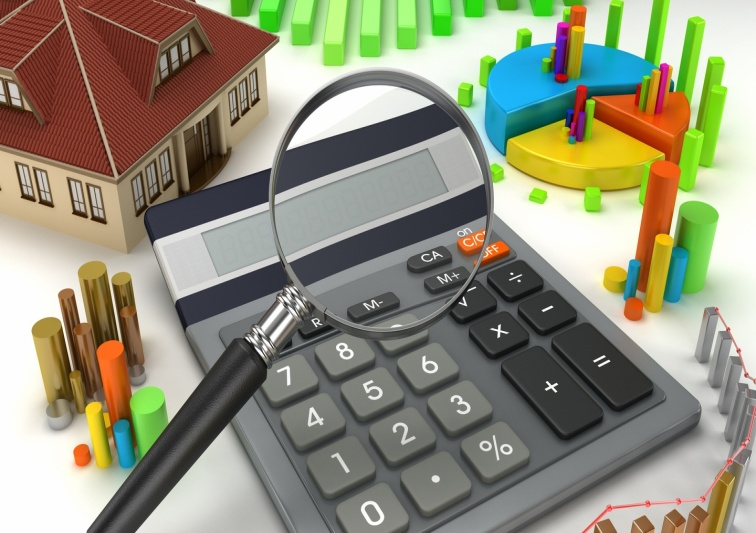 on
CA C/CE OFF
M- M+
R √ ÷
7 8 × -
4 5 6
1 2 3 + =
0 . %